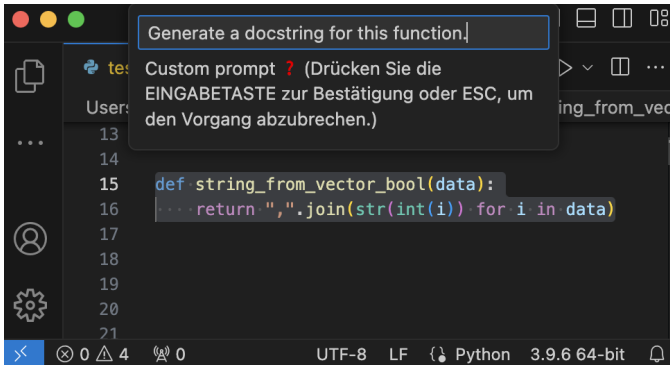 Generate a docstring for this function.
Custom prompt ❓ (Drücken Sie die
EINGABETASTE zur Bestätigung oder ESC, um
den Vorgang abzubrechen.)
tes
Users
ing_from_vec
13
14
15 def string_from_vector_bool(data):
16 return ",".join(str(int(i)) for i in data)
17
18
19
20
21
0 4 0 UTF-8 LF Python 3.9.6 64-bit